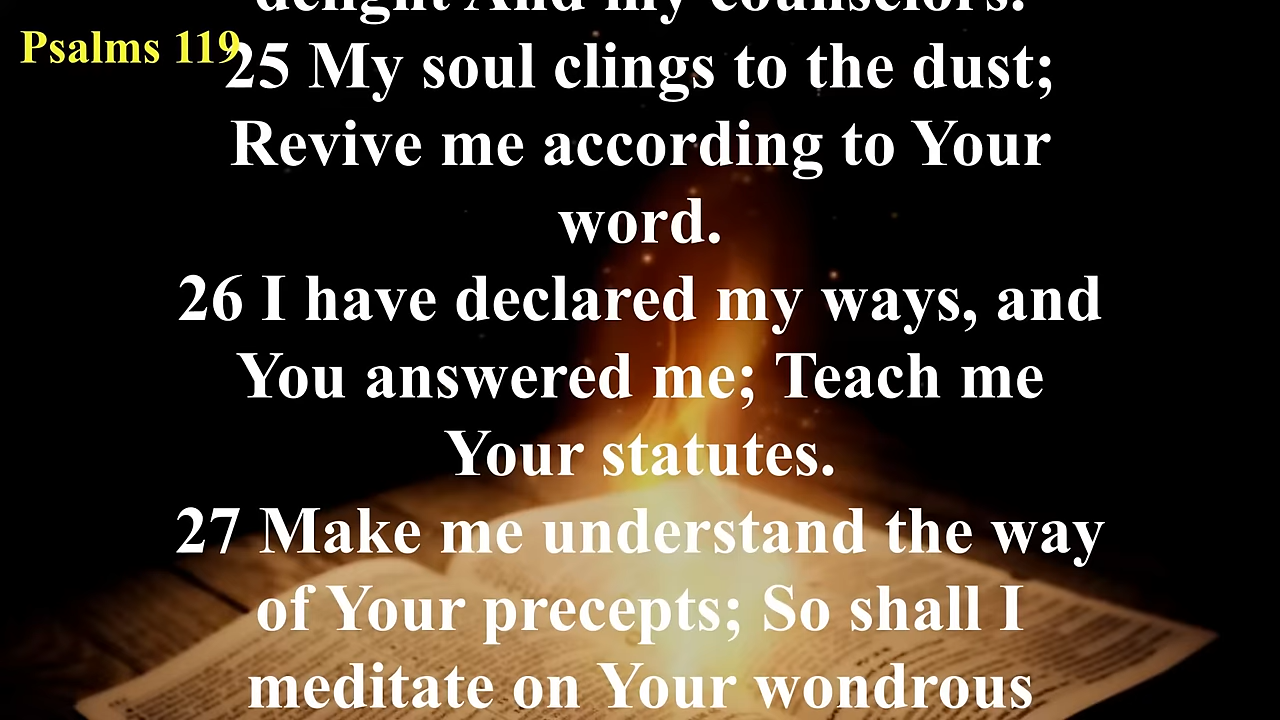 delight And my counselors.
Psalms 119
25 My soul clings to the dust;
Revive me according to Your
word.
26 I have declared my ways, and
You answered me; Teach me
Your statutes.
27 Make me understand the way
of Your precepts; So shall I
meditate on Your wondrous